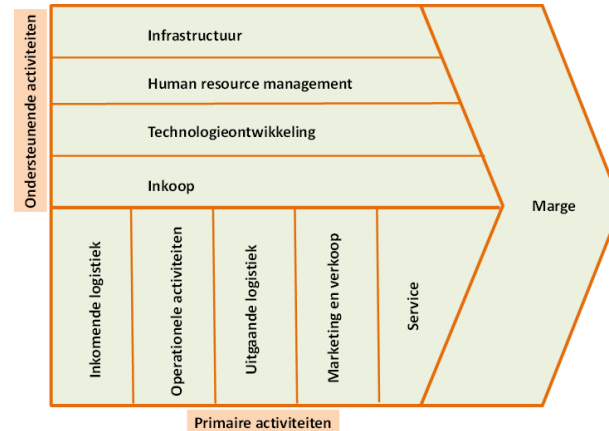 Ondersteunende activiteiten
Infrastructuur
Human resource management
Technologieontwikkeling
Inkoop
Marge
Inkomende logistiek
Operationele activiteiten
Uitgaande logistiek
Marketing en verkoop
Service
Primaire activiteiten